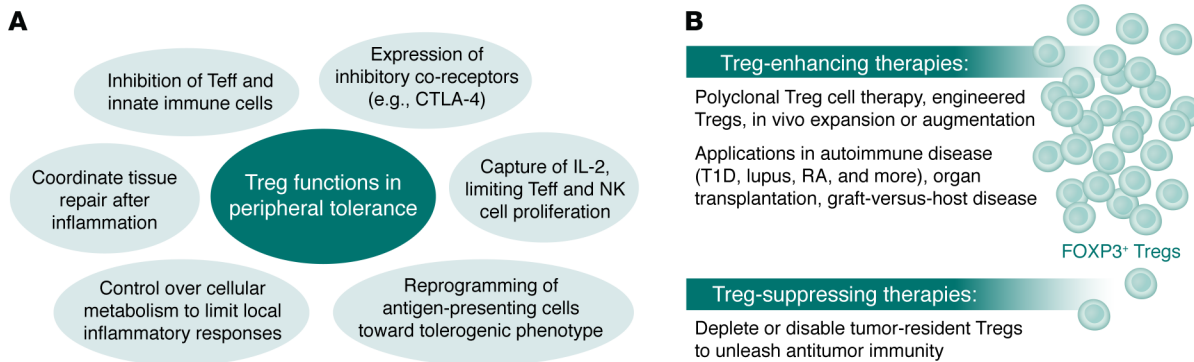 A
Inhibition of Teff and
innate immune cells
Expression of
inhibitory co-receptors
(e.g., CTLA-4)
Coordinate tissue
repair after
inflammation
Treg functions in
peripheral tolerance
Capture of IL-2,
limiting Teff and NK
cell proliferation
Control over cellular
metabolism to limit local
inflammatory responses
Reprogramming of
antigen-presenting cells
toward tolerogenic phenotype
B
Treg-enhancing therapies:
Polyclonal Treg cell therapy, engineered
Tregs, in vivo expansion or augmentation
Applications in autoimmune disease
(T1D, lupus, RA, and more), organ
transplantation, graft-versus-host disease
FOXP3⁺ Tregs
Treg-suppressing therapies:
Deplete or disable tumor-resident Tregs
to unleash antitumor immunity